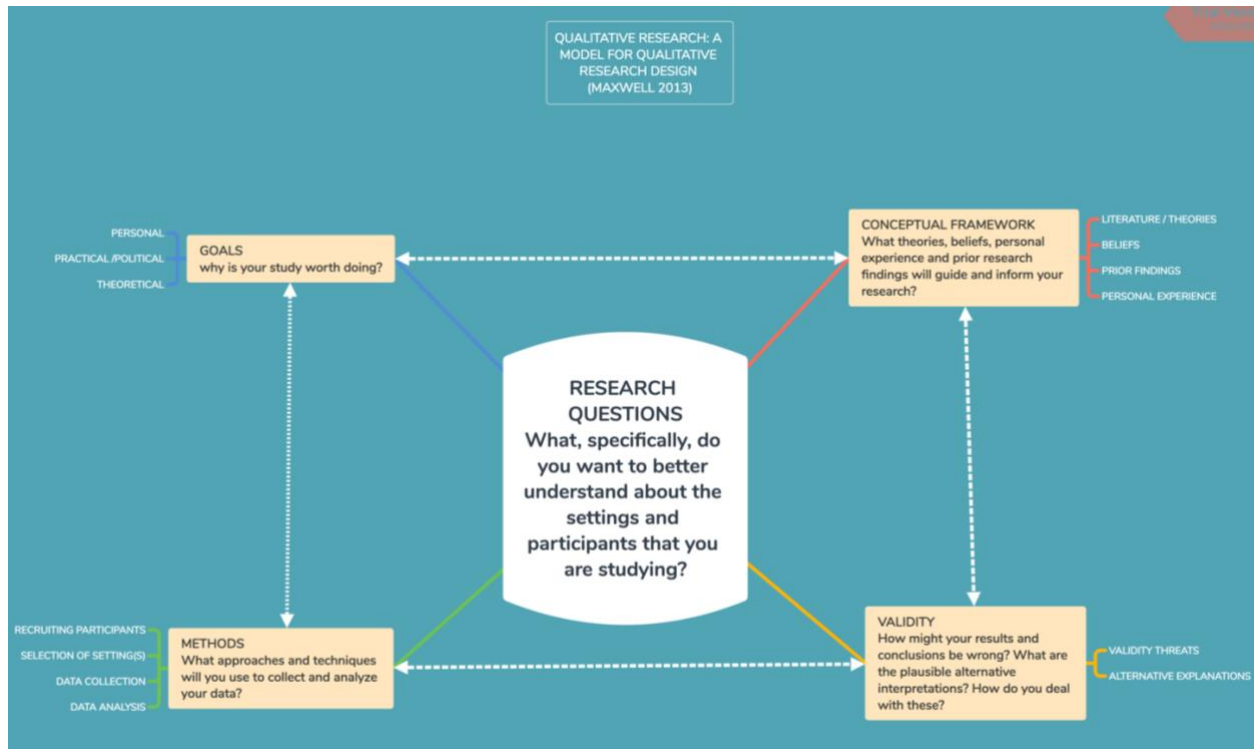 QUALITATIVE RESEARCH: A
MODEL FOR QUALITATIVE
RESEARCH DESIGN
(MAXWELL 2013)
PERSONAL
PRACTICAL /POLITICAL
THEORETICAL
GOALS
why is your study worth doing?
CONCEPTUAL FRAMEWORK
What theories, beliefs, personal
experience and prior research
findings will guide and inform your
research?
LITERATURE / THEORIES
BELIEFS
PRIOR FINDINGS
PERSONAL EXPERIENCE
RESEARCH
QUESTIONS
What, specifically, do
you want to better
understand about the
settings and
participants that you
are studying?
RECRUITING PARTICIPANTS
SELECTION OF SETTING(S)
DATA COLLECTION
DATA ANALYSIS
METHODS
What approaches and techniques
will you use to collect and analyze
your data?
VALIDITY
How might your results and
conclusions be wrong? What are
the plausible alternative
interpretations? How do you deal
with these?
VALIDITY THREATS
ALTERNATIVE EXPLANATIONS